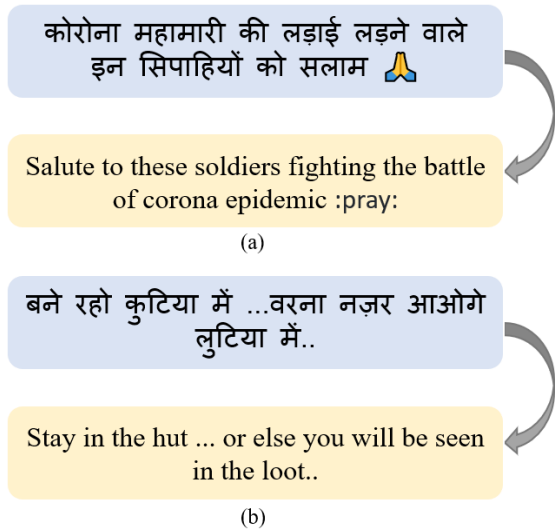 कोरोना महामारी की लड़ाई लड़ने वाले
इन सिपाहियों को सलाम 🙏
Salute to these soldiers fighting the battle
of corona epidemic :pray:
(a)
बने रहो कुटिया में ...वरना नज़र आओगे
लुटिया में..
Stay in the hut ... or else you will be seen
in the loot..
(b)